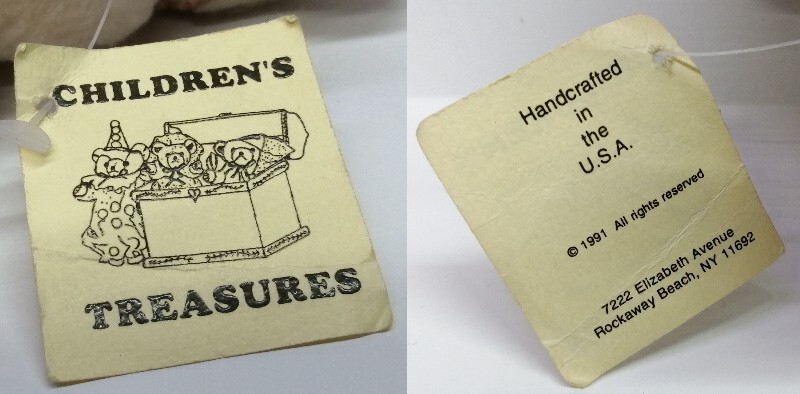 CHILDREN'S
TREASURES
Handcrafted
in
the
U.S.A.
© 1991 All rights reserved
7222 Elizabeth Avenue
Rockaway Beach, NY 11692